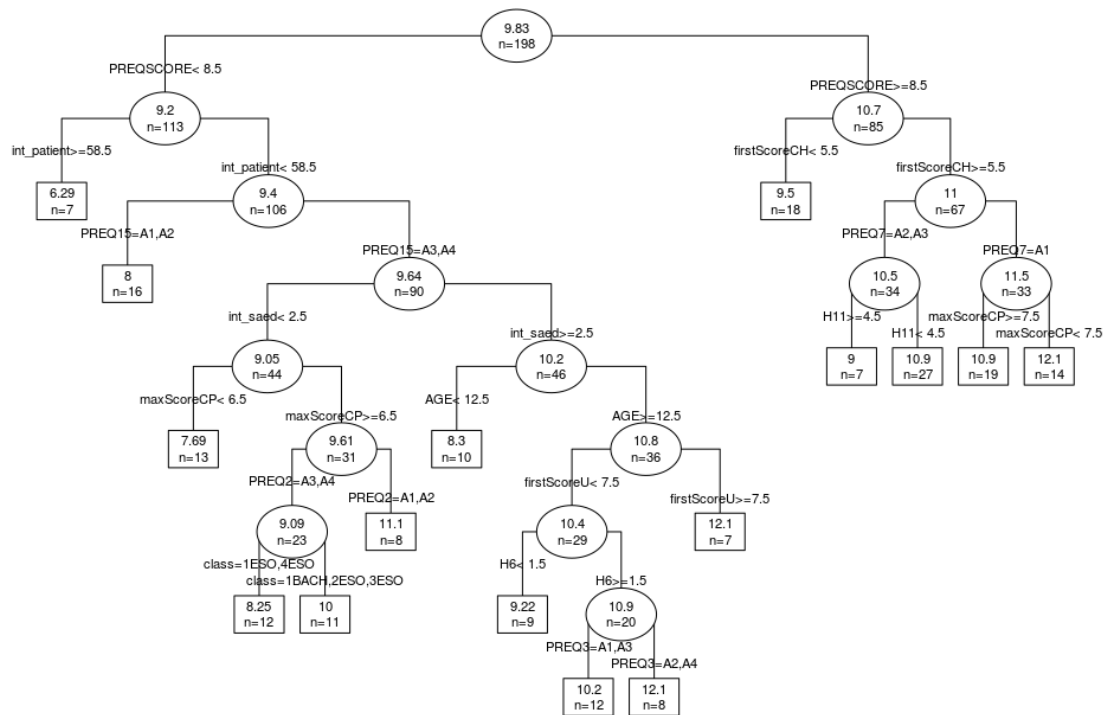 9.83
n=198
PREQSCORE< 8.5
PREQSCORE>=8.5
9.2
n=113
10.7
n=85
int_patient>=58.5
int_patient< 58.5
firstScoreCH< 5.5
firstScoreCH>=5.5
6.29
n=7
9.4
n=106
9.5
n=18
11
n=67
PREQ15=A1,A2
PREQ15=A3,A4
PREQ7=A2,A3
PREQ7=A1
8
n=16
9.64
n=90
10.5
n=34
11.5
n=33
int_saed< 2.5
int_saed>=2.5
H11>=4.5
H11< 4.5
maxScoreCP>=7.5
maxScoreCP< 7.5
9.05
n=44
10.2
n=46
9
n=7
10.9
n=27
10.9
n=19
12.1
n=14
maxScoreCP< 6.5
maxScoreCP>=6.5
AGE< 12.5
AGE>=12.5
7.69
n=13
9.61
n=31
8.3
n=10
10.8
n=36
PREQ2=A3,A4
PREQ2=A1,A2
firstScoreU< 7.5
firstScoreU>=7.5
9.09
n=23
11.1
n=8
10.4
n=29
12.1
n=7
class=1ESO,4ESO
class=1BACH,2ESO,3ESO
H6< 1.5
H6>=1.5
8.25
n=12
10
n=11
9.22
n=9
10.9
n=20
PREQ3=A1,A3
PREQ3=A2,A4
10.2
n=12
12.1
n=8